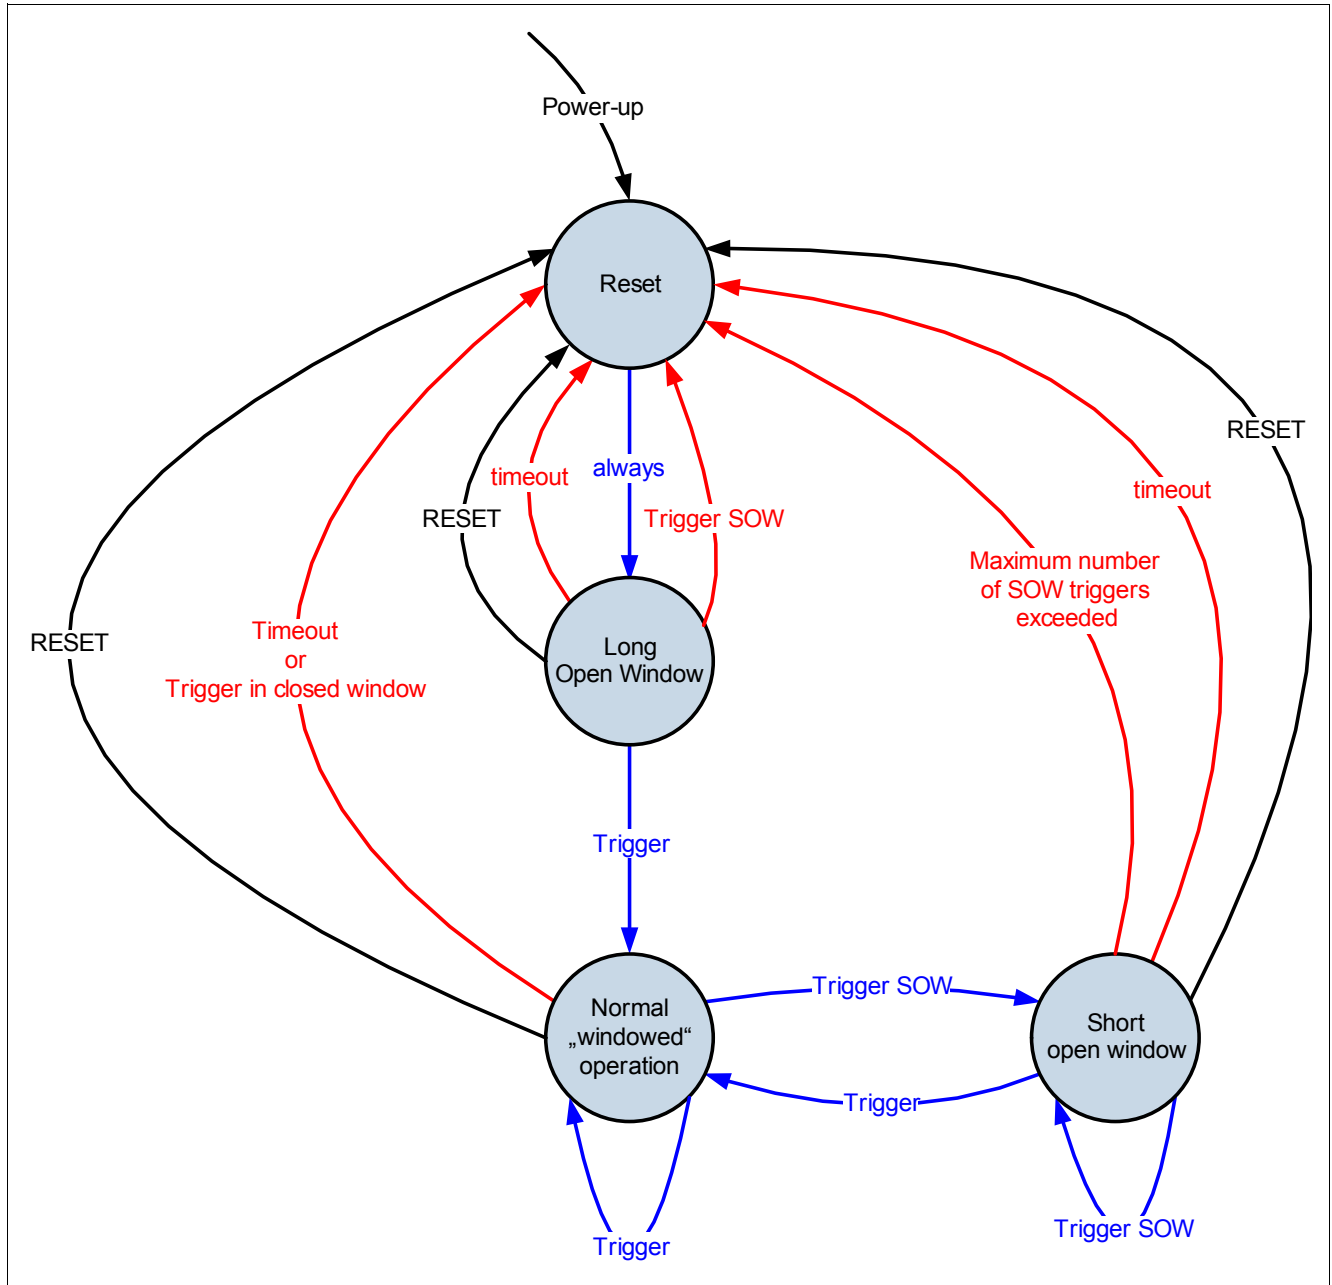 Power-up
Reset
RESET
timeout
always
timeout
RESET
Trigger SOW
Maximum number
of SOW triggers
exceeded
RESET
Timeout
or
Trigger in closed window
Long
Open Window
Trigger
Trigger SOW
Normal
„windowed“
operation
Short
open window
Trigger
Trigger
Trigger SOW